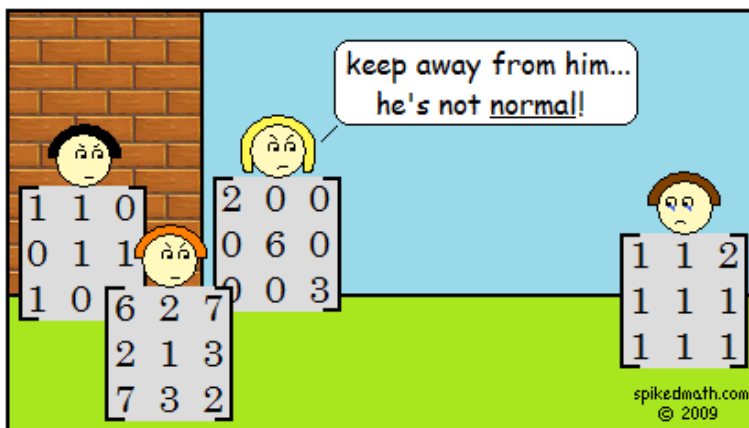 keep away from him...
he's not normal!
1 1 0
0 1 1
1 0
6 2 7
2 1 3
7 3 2
2 0 0
0 6 0
0 0 3
1 1 2
1 1 1
1 1 1
spikedmath.com
© 2009